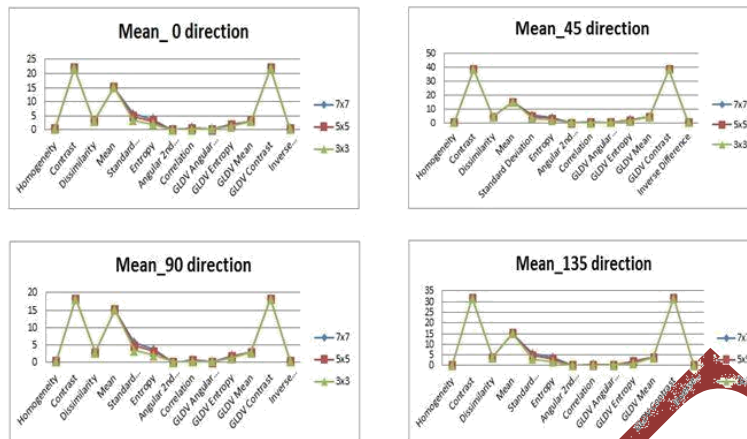 Mean_ 0 direction
25
20
15
10
5
0
Homogeneity
Contrast
Dissimilarity
Mean
Standard...
Entropy
Angular 2nd...
Correlation
GLDV Angular...
GLDV Entropy
GLDV Mean
GLDV Contrast
Inverse...
7x7
5x5
3x3
Mean_45 direction
50
40
30
20
10
0
Homogeneity
Contrast
Dissimilarity
Mean
Standard Deviation
Entropy
Angular 2nd...
Correlation
GLDV Angular...
GLDV Entropy
GLDV Mean
GLDV Contrast
Inverse Difference
7x7
5x5
3x3
Mean_90 direction
20
15
10
5
0
Homogeneity
Contrast
Dissimilarity
Mean
Standard...
Entropy
Angular 2nd...
Correlation
GLDV Angular...
GLDV Entropy
GLDV Mean
GLDV Contrast
Inverse...
7x7
5x5
3x3
Mean_135 direction
35
30
25
20
15
10
5
0
Homogeneity
Contrast
Dissimilarity
Mean
Standard...
Entropy
Angular 2nd...
Correlation
GLDV Angular...
GLDV Entropy
GLDV Mean
Contrast
7x7
5x5